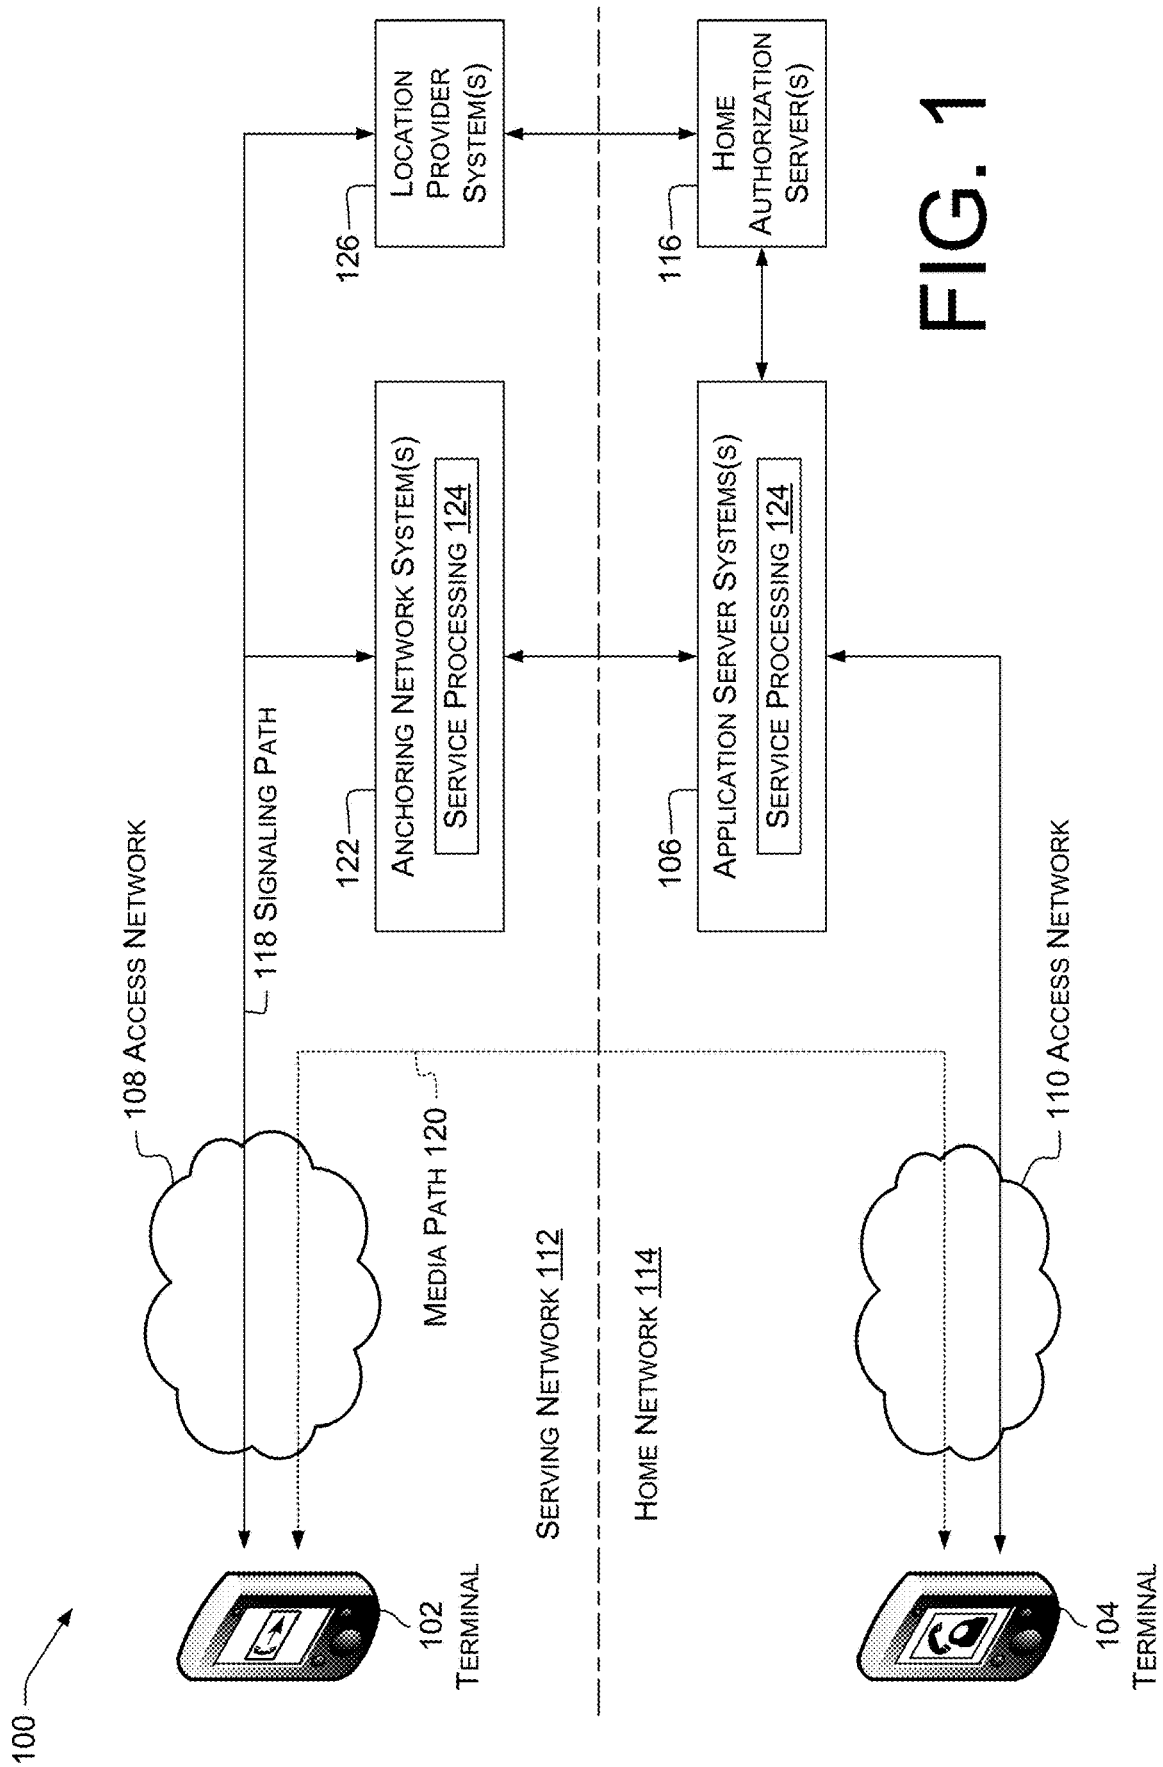 100
108 ACCESS NETWORK
118 SIGNALING PATH
102
TERMINAL
MEDIA PATH 120
122
ANCHORING NETWORK SYSTEM(S)
SERVICE PROCESSING 124
126
LOCATION
PROVIDER
SYSTEM(S)
SERVING NETWORK 112
HOME NETWORK 114
106
APPLICATION SERVER SYSTEMS(S)
SERVICE PROCESSING 124
116
HOME
AUTHORIZATION
SERVER(S)
110 ACCESS NETWORK
104
TERMINAL
FIG. 1